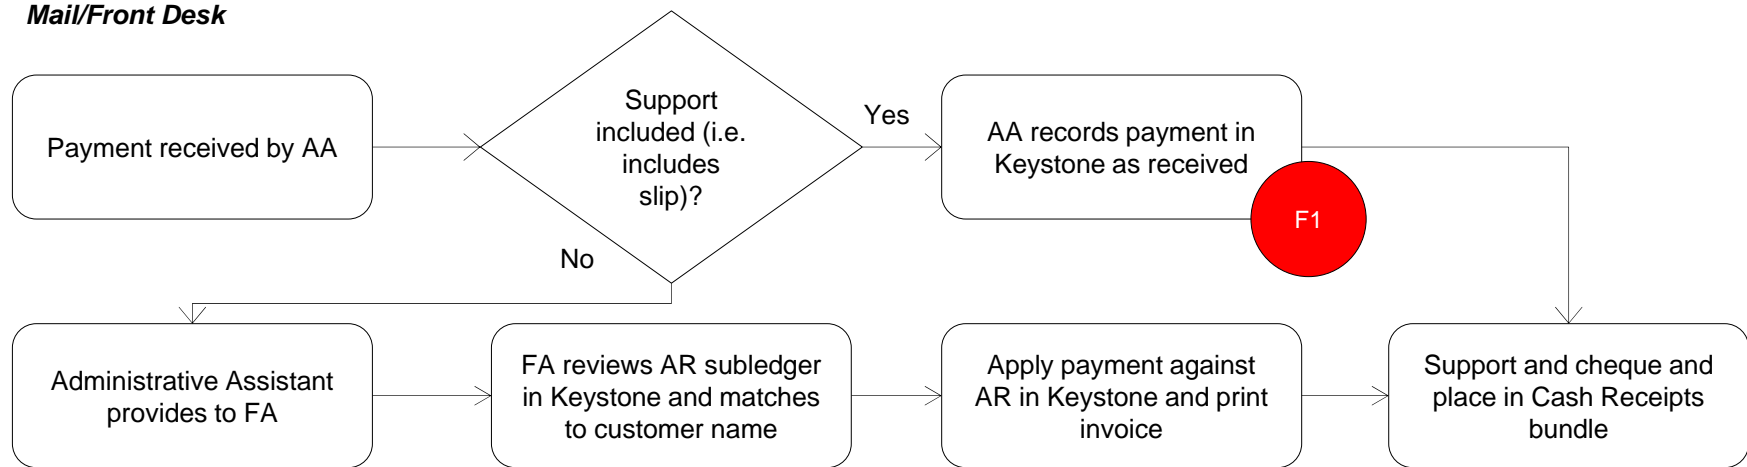 Mail/Front Desk
Payment received by AA
Support
included (i.e.
includes
slip)?
Yes
AA records payment in
Keystone as received
F1
No
Administrative Assistant
provides to FA
FA reviews AR subledger
in Keystone and matches
to customer name
Apply payment against
AR in Keystone and print
invoice
Support and cheque and
place in Cash Receipts
bundle